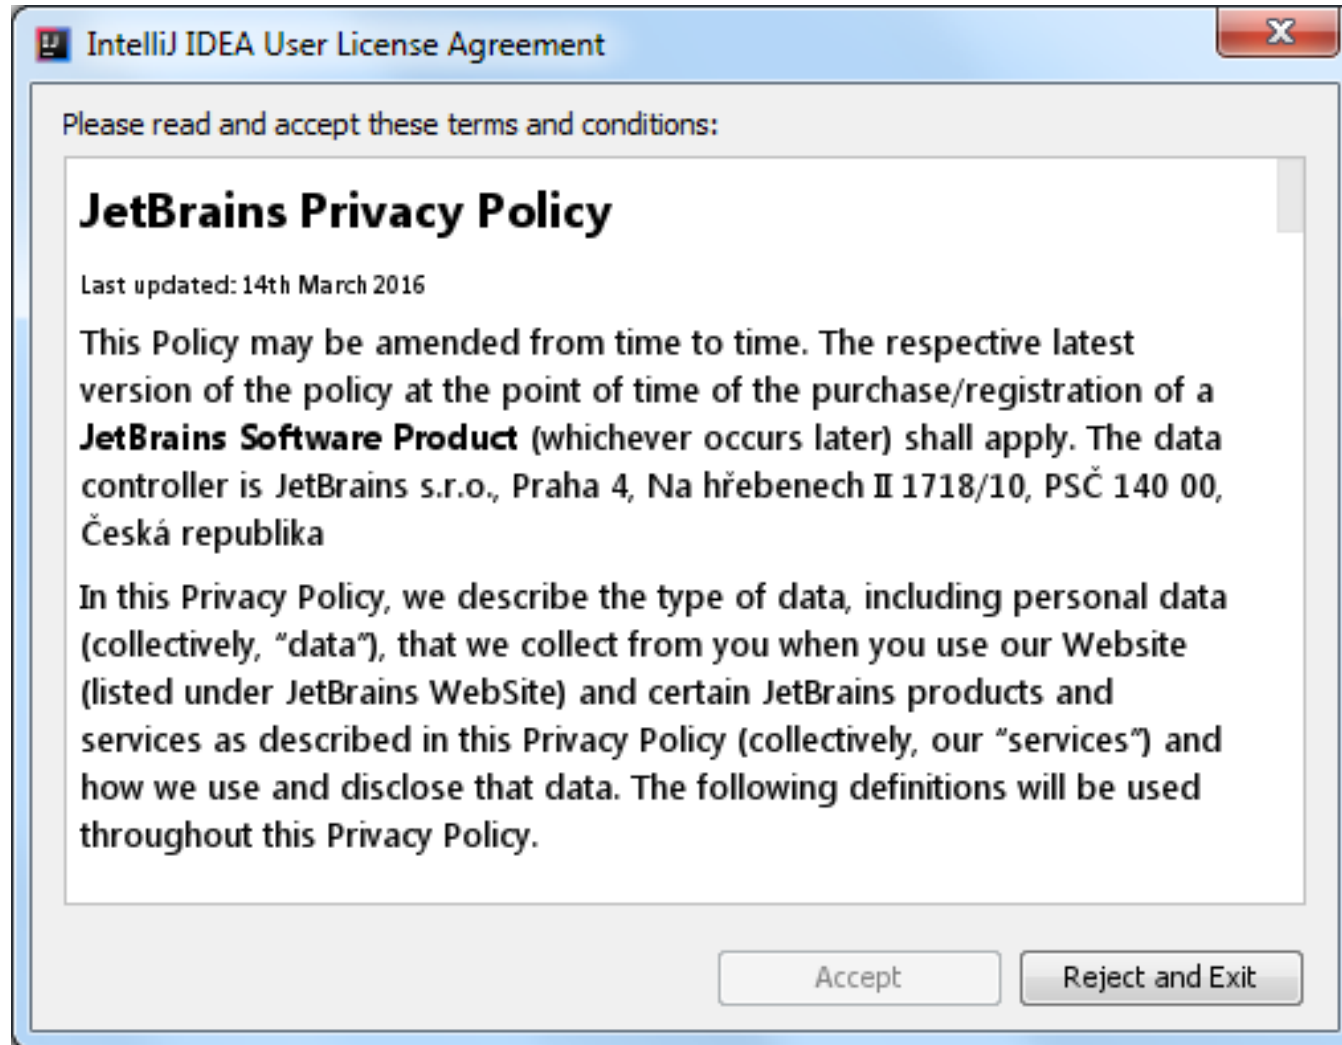 IntelliJ IDEA User License Agreement
Please read and accept these terms and conditions:
JetBrains Privacy Policy
Last updated: 14th March 2016
This Policy may be amended from time to time. The respective latest
version of the policy at the point of time of the purchase/registration of a
JetBrains Software Product (whichever occurs later) shall apply. The data
controller is JetBrains s.r.o., Praha 4, Na hřebenech II 1718/10, PSČ 140 00,
Česká republika
In this Privacy Policy, we describe the type of data, including personal data
(collectively, “data”), that we collect from you when you use our Website
(listed under JetBrains WebSite) and certain JetBrains products and
services as described in this Privacy Policy (collectively, our “services”) and
how we use and disclose that data. The following definitions will be used
throughout this Privacy Policy.
Accept
Reject and Exit